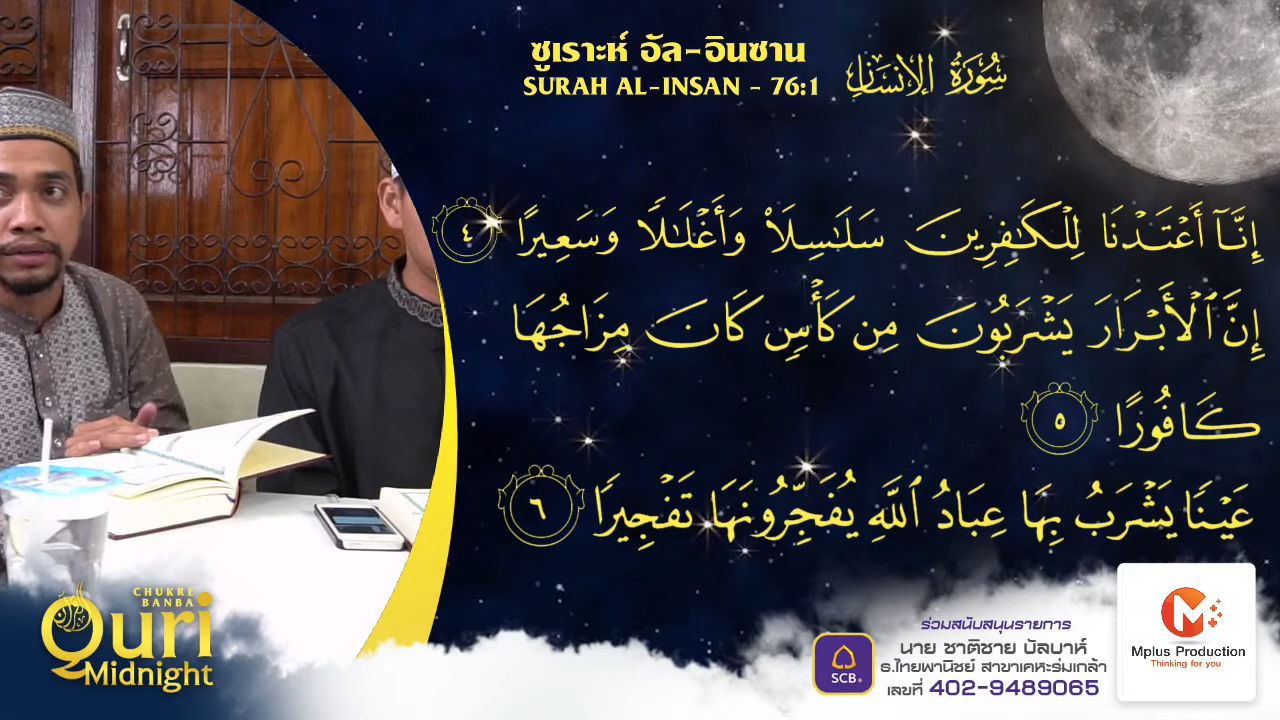 ซูเราะห์ อัล-อินซาน
SURAH AL-INSAN - 76:1
سُورَةُ الإِنسَان
إِنَّآ أَعْتَدْنَا لِلْكَٰفِرِينَ سَلَٰسِلَا۟ وَأَغْلَٰلًا وَسَعِيرًا ٤
إِنَّ ٱلْأَبْرَارَ يَشْرَبُونَ مِن كَأْسٍ كَانَ مِزَاجُهَا
كَافُورًا ٥
عَيْنًا يَشْرَبُ بِهَا عِبَادُ ٱللَّهِ يُفَجِّرُونَهَا تَفْجِيرًا ٦
CHUKRE
BANBA
Quri
Midnight
ร่วมสนับสนุนรายการ
นาย ชาติชาย บัลบาห์
ธ.ไทยพานิชย์ สาขาเคหะร่มเกล้า
เลขที่ 402-9489065
SCB
Mplus Production
Thinking for you